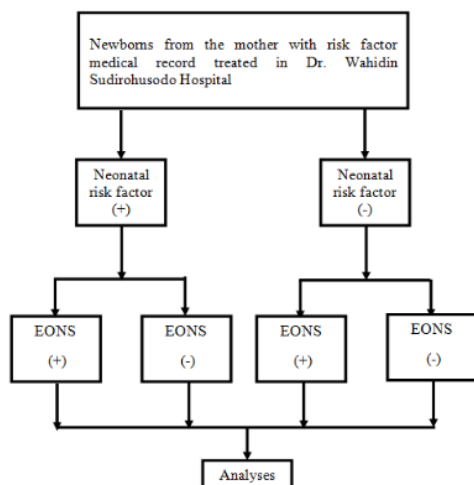 Newborns from the mother with risk factor
medical record treated in Dr. Wahidin
Sudirohusodo Hospital
Neonatal
risk factor
(+)
Neonatal
risk factor
(-)
EONS
(+)
EONS
(-)
EONS
(+)
EONS
(-)
Analyses